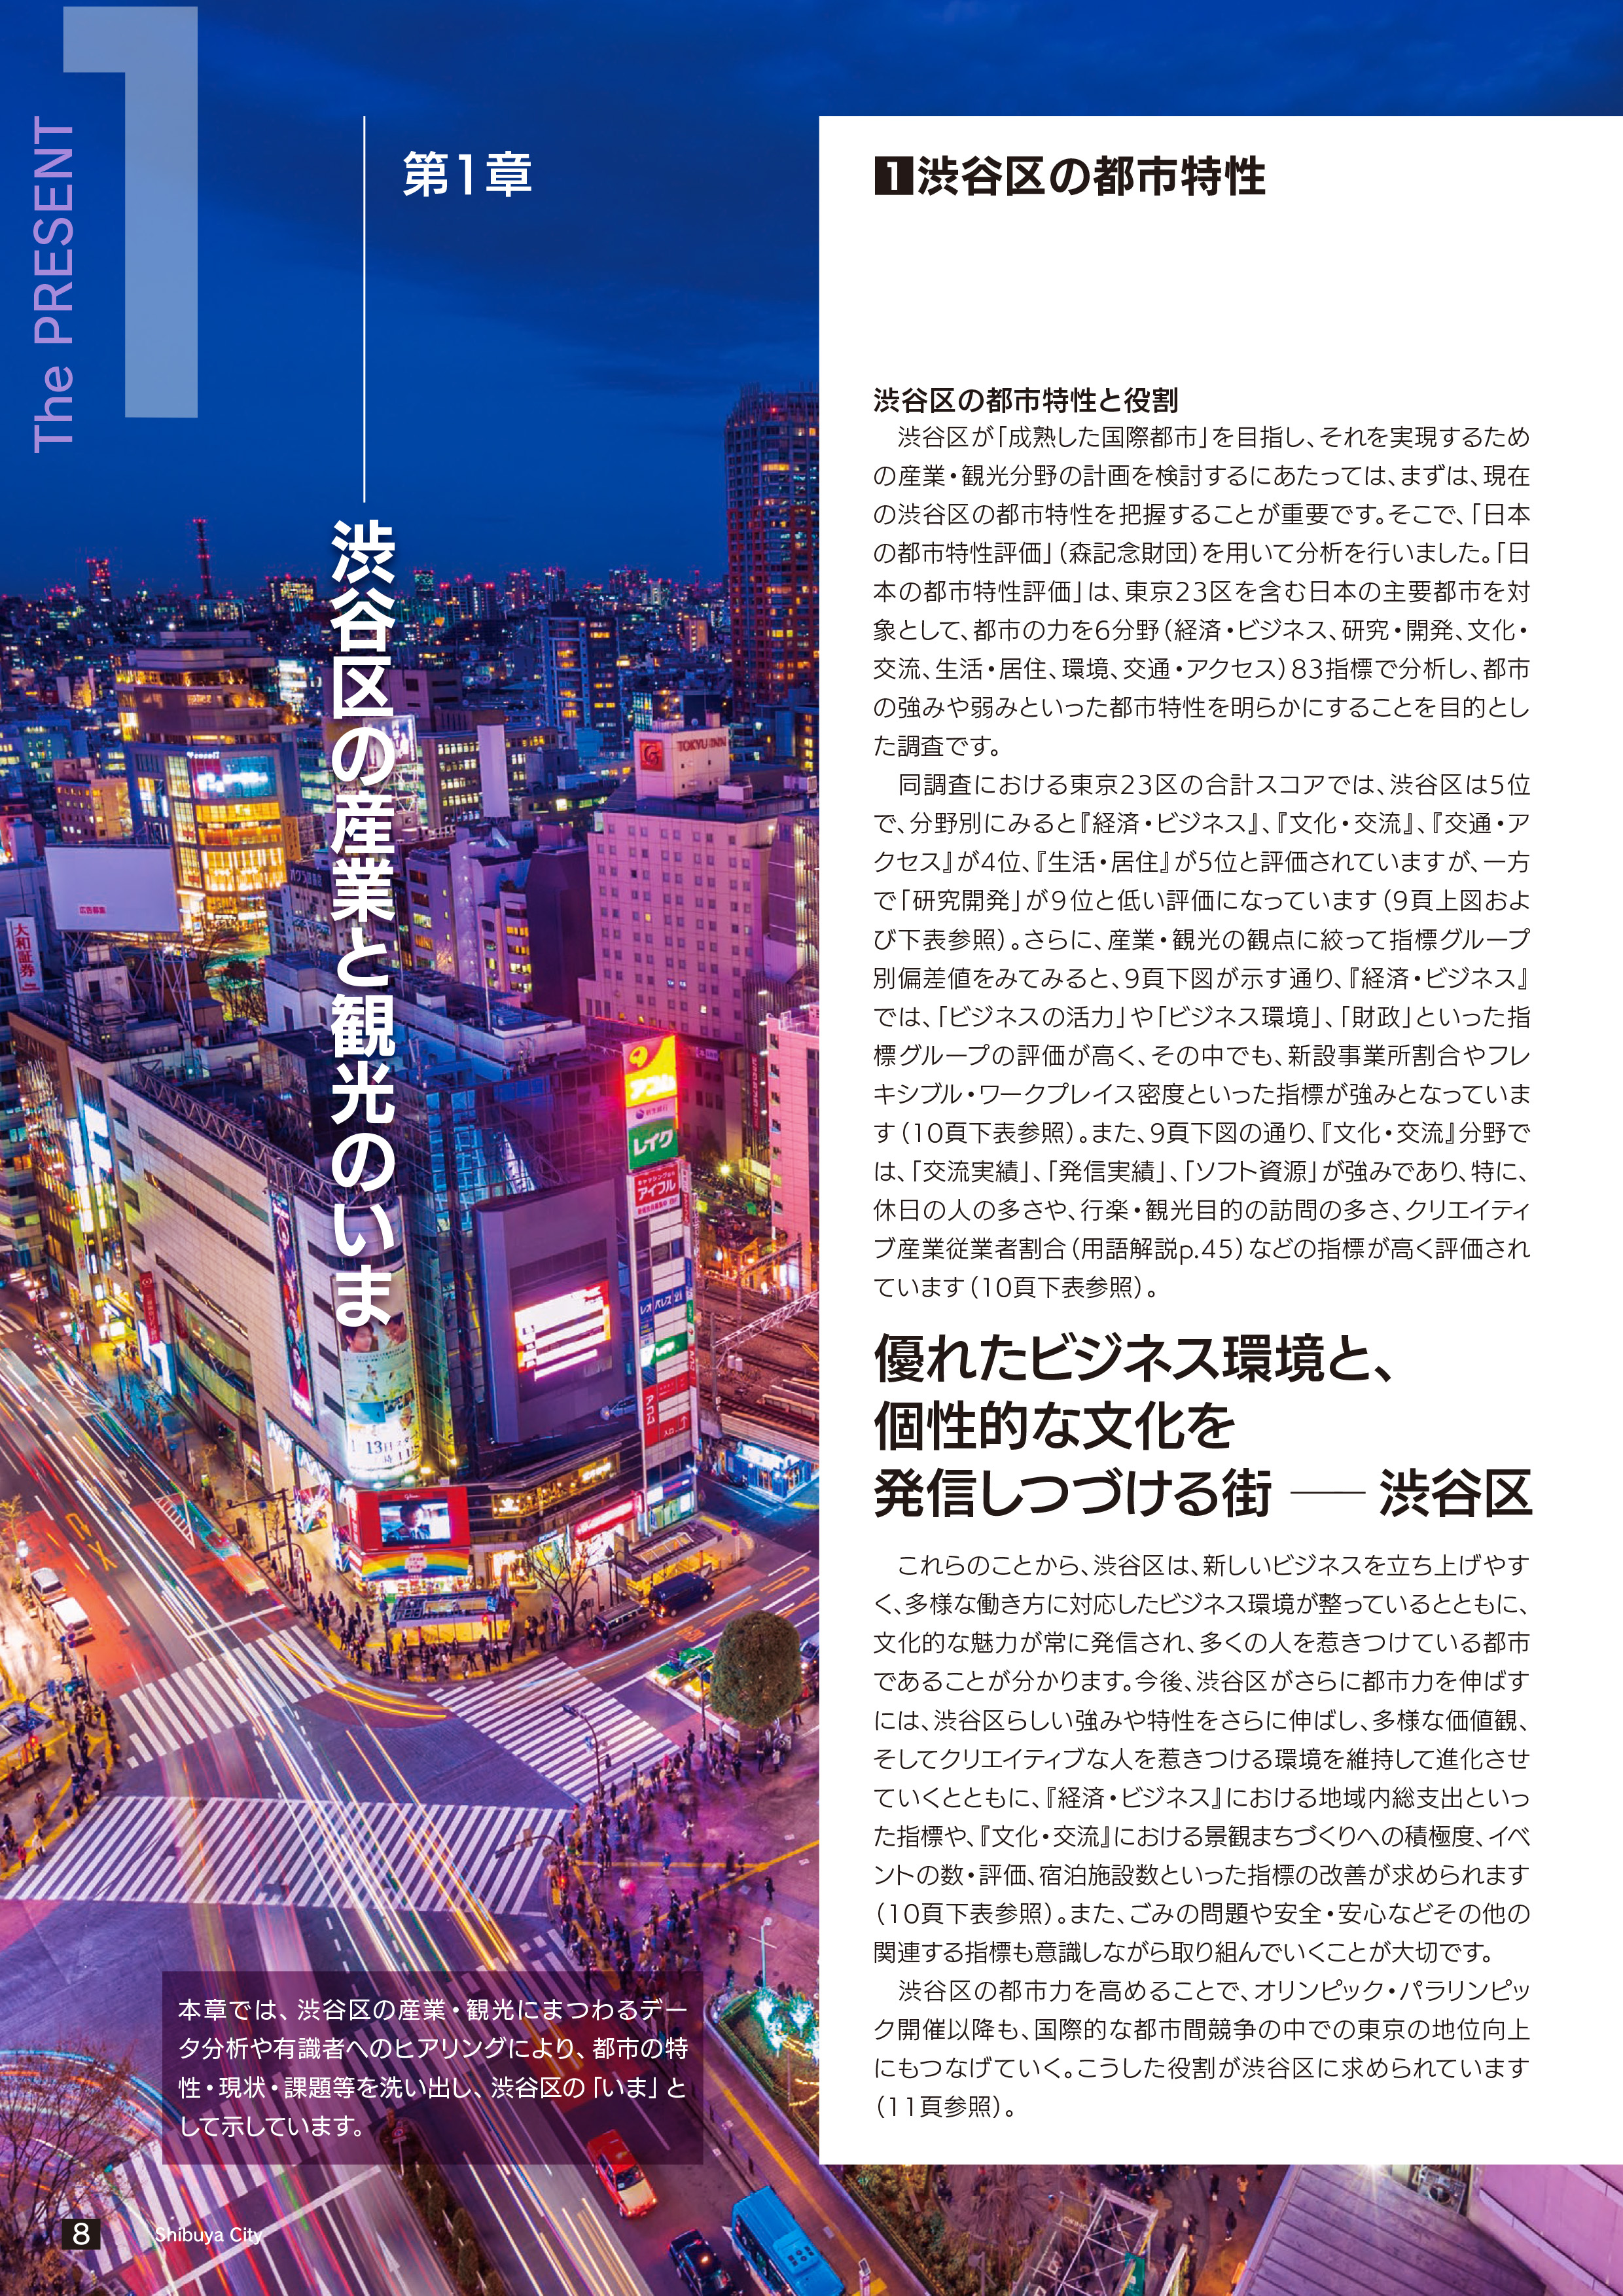 1
The PRESENT
第1章
渋谷区の産業と観光のいま
本章では、渋谷区の産業・観光にまつわるデー
タ分析や有識者へのヒアリングにより、都市の特
性・現状・課題等を洗い出し、渋谷区の「いま」と
して示しています。
1 渋谷区の都市特性
渋谷区の都市特性と役割
渋谷区が「成熟した国際都市」を目指し、それを実現するため
の産業・観光分野の計画を検討するにあたっては、まずは、現在
の渋谷区の都市特性を把握することが重要です。そこで、「日本
の都市特性評価」（森記念財団）を用いて分析を行いました。「日
本の都市特性評価」は、東京23区を含む日本の主要都市を対
象として、都市の力を6分野（経済・ビジネス、研究・開発、文化・
交流、生活・居住、環境、交通・アクセス）83指標で分析し、都市
の強みや弱みといった都市特性を明らかにすることを目的とし
た調査です。
同調査における東京23区の合計スコアでは、渋谷区は5位
で、分野別にみると『経済・ビジネス』、『文化・交流』、『交通・ア
クセス』が4位、『生活・居住』が5位と評価されていますが、一方
で「研究開発」が9位と低い評価になっています（9頁上図およ
び下表参照）。さらに、産業・観光の観点に絞って指標グループ
別偏差値をみてみると、9頁下図が示す通り、『経済・ビジネス』
では、「ビジネスの活力」や「ビジネス環境」、「財政」といった指
標グループの評価が高く、その中でも、新設事業所割合やフレ
キシブル・ワークプレイス密度といった指標が強みとなっていま
す（10頁下表参照）。また、9頁下図の通り、『文化・交流』分野で
は、「交流実績」、「発信実績」、「ソフト資源」が強みであり、特に、
休日の人の多さや、行楽・観光目的の訪問の多さ、クリエイティ
ブ産業従業者割合（用語解説p.45）などの指標が高く評価され
ています（10頁下表参照）。
優れたビジネス環境と、
個性的な文化を
発信しつづける街 ── 渋谷区
これらのことから、渋谷区は、新しいビジネスを立ち上げやす
く、多様な働き方に対応したビジネス環境が整っているとともに、
文化的な魅力が常に発信され、多くの人を惹きつけている都市
であることが分かります。今後、渋谷区がさらに都市力を伸ばす
には、渋谷区らしい強みや特性をさらに伸ばし、多様な価値観、
そしてクリエイティブな人を惹きつける環境を維持して進化させ
ていくとともに、『経済・ビジネス』における地域内総支出といっ
た指標や、『文化・交流』における景観まちづくりへの積極度、イベ
ントの数・評価、宿泊施設数といった指標の改善が求められます
（10頁下表参照）。また、ごみの問題や安全・安心などその他の
関連する指標も意識しながら取り組んでいくことが大切です。
渋谷区の都市力を高めることで、オリンピック・パラリンピッ
ク開催以降も、国際的な都市間競争の中での東京の地位向上
にもつなげていく。こうした役割が渋谷区に求められています
（11頁参照）。
TOKYU INN
広告募集
大和証券
アコム
レイク
アイフル
レオパレス21
アコム
8
Shibuya City